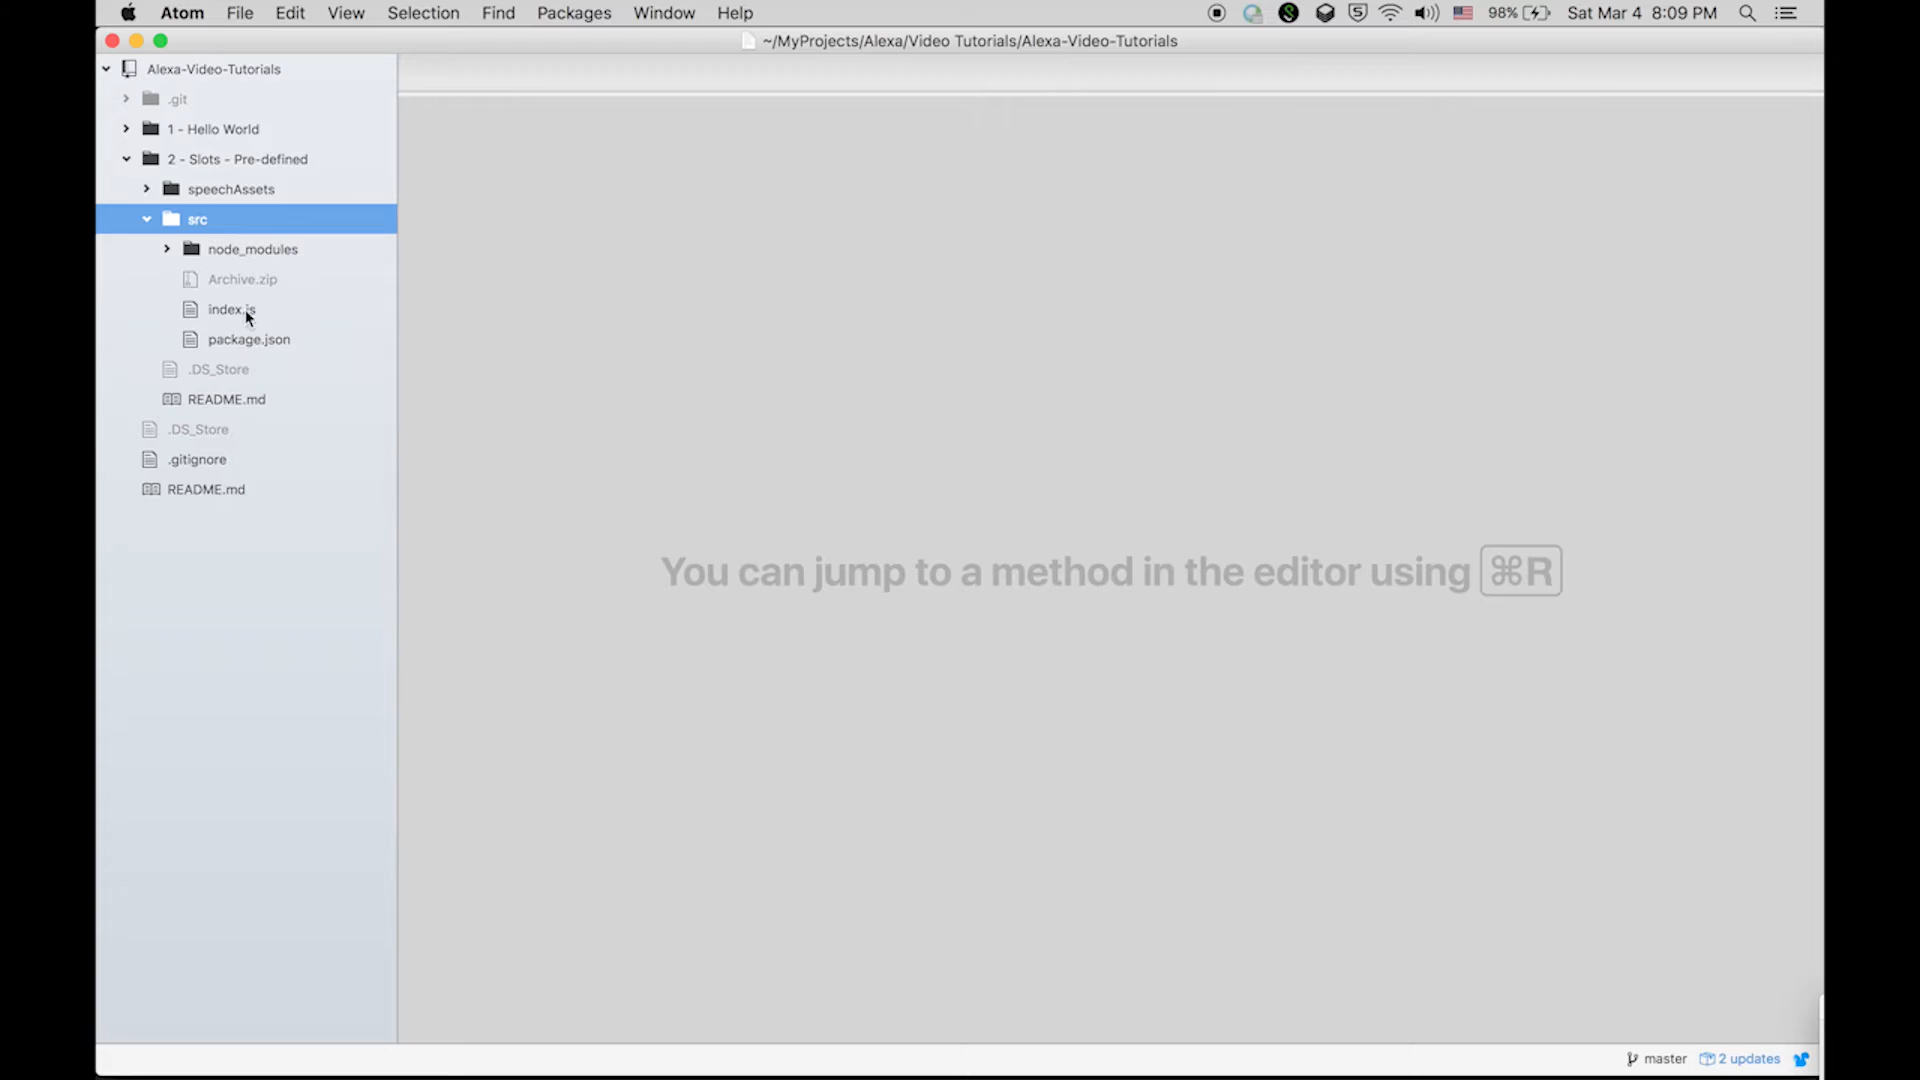 Atom File Edit View Selection Find Packages Window Help 98% Sat Mar 4 8:09 PM
~/MyProjects/Alexa/Video Tutorials/Alexa-Video-Tutorials
Alexa-Video-Tutorials
.git
1 - Hello World
2 - Slots - Pre-defined
speechAssets
src
node_modules
Archive.zip
index.js
package.json
.DS_Store
README.md
.DS_Store
.gitignore
README.md
You can jump to a method in the editor using ⌘R
master 2 updates